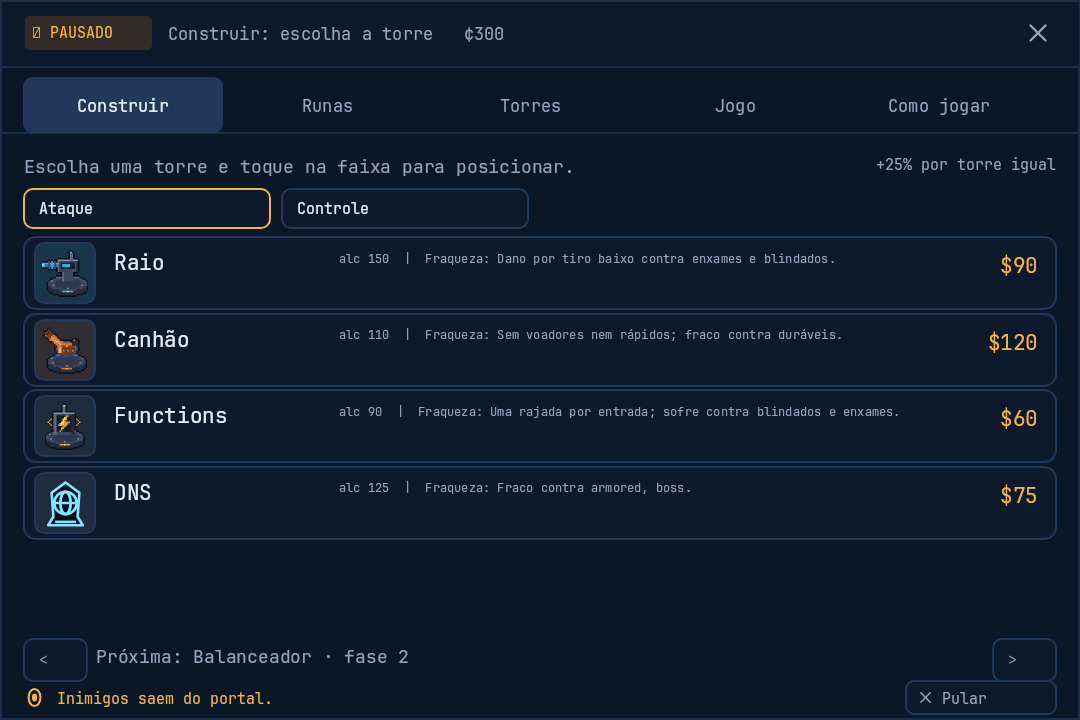 PAUSADO Construir: escolha a torre $300
Construir Runas Torres Jogo Como jogar
Escolha uma torre e toque na faixa para posicionar. +25% por torre igual
Ataque Controle
Raio alc 150 | Fraqueza: Dano por tiro baixo contra enxames e blindados. $90
Canhão alc 110 | Fraqueza: Sem voadores nem rápidos; fraco contra duráveis. $120
Functions alc 90 | Fraqueza: Uma rajada por entrada; sofre contra blindados e enxames. $60
DNS alc 125 | Fraqueza: Fraco contra armored, boss. $75
< Próxima: Balanceador · fase 2 >
Inimigos saem do portal. Pular